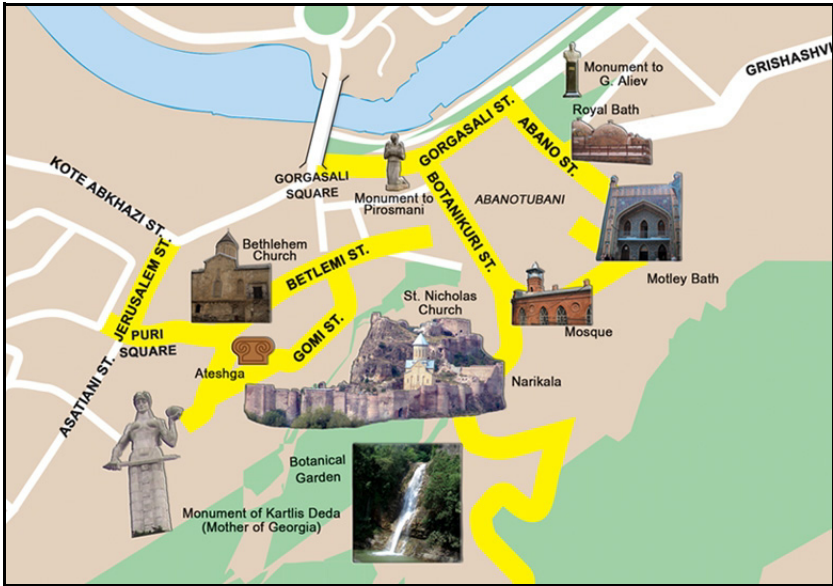 Monument to
G. Aliev
GRISHASHV
Royal Bath
GORGASALI ST.
ABANO ST.
KOTE ABKHAZI ST.
GORGASALI
SQUARE
Monument to
Pirosmani
BOTANIKURI ST.
ABANOTUBANI
Bethlehem
Church
BETLEMI ST.
JERUSALEM ST.
Motley Bath
St. Nicholas
Church
Mosque
PURI
SQUARE
GOMI ST.
Ateshga
Narikala
ASATIANI ST.
Botanical
Garden
Monument of Kartlis Deda
(Mother of Georgia)